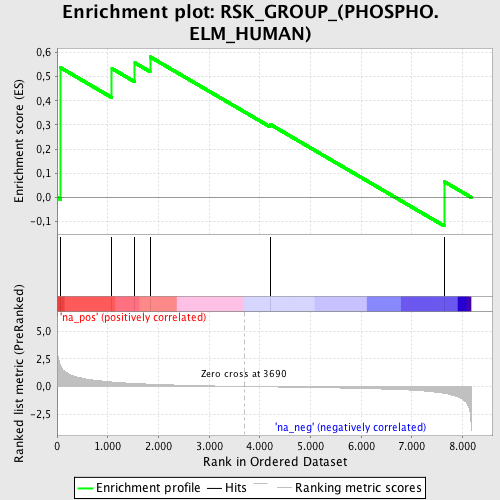 Enrichment plot: RSK_GROUP_(PHOSPHO.
ELM_HUMAN)
Enrichment score (ES)
0,6
0,5
0,4
0,3
0,2
0,1
0,0
-0,1
'na_pos' (positively correlated)
Ranked list metric (PreRanked)
5,0
2,5
0,0
-2,5
Zero cross at 3690
'na_neg' (negatively correlated)
0 1.000 2.000 3.000 4.000 5.000 6.000 7.000 8.000
Rank in Ordered Dataset
Enrichment profile Hits Ranking metric scores